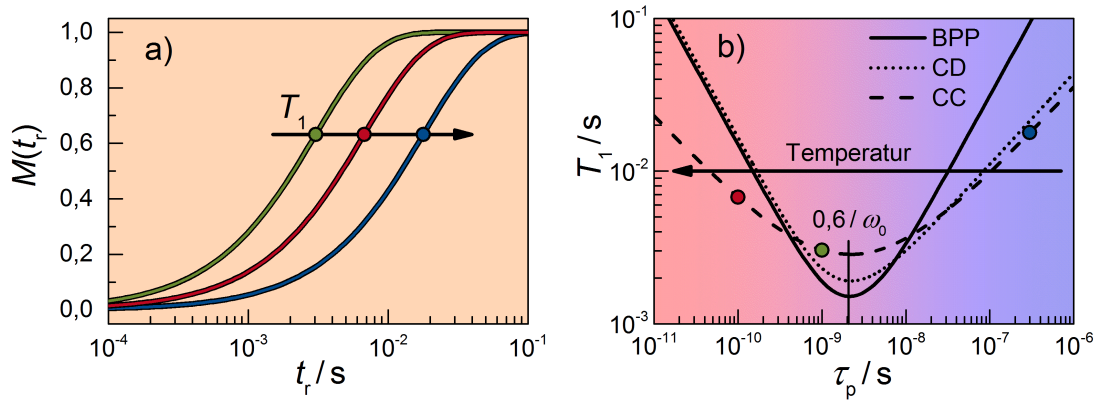 a)
1,0
0,8
0,6
0,4
0,2
0,0
M(tᵣ)
T₁
10⁻⁴
10⁻³
10⁻²
10⁻¹
tᵣ / s
b)
BPP
CD
CC
10⁻¹
10⁻²
10⁻³
T₁ / s
Temperatur
0,6 / ω₀
10⁻¹¹
10⁻¹⁰
10⁻⁹
10⁻⁸
10⁻⁷
10⁻⁶
τₚ / s